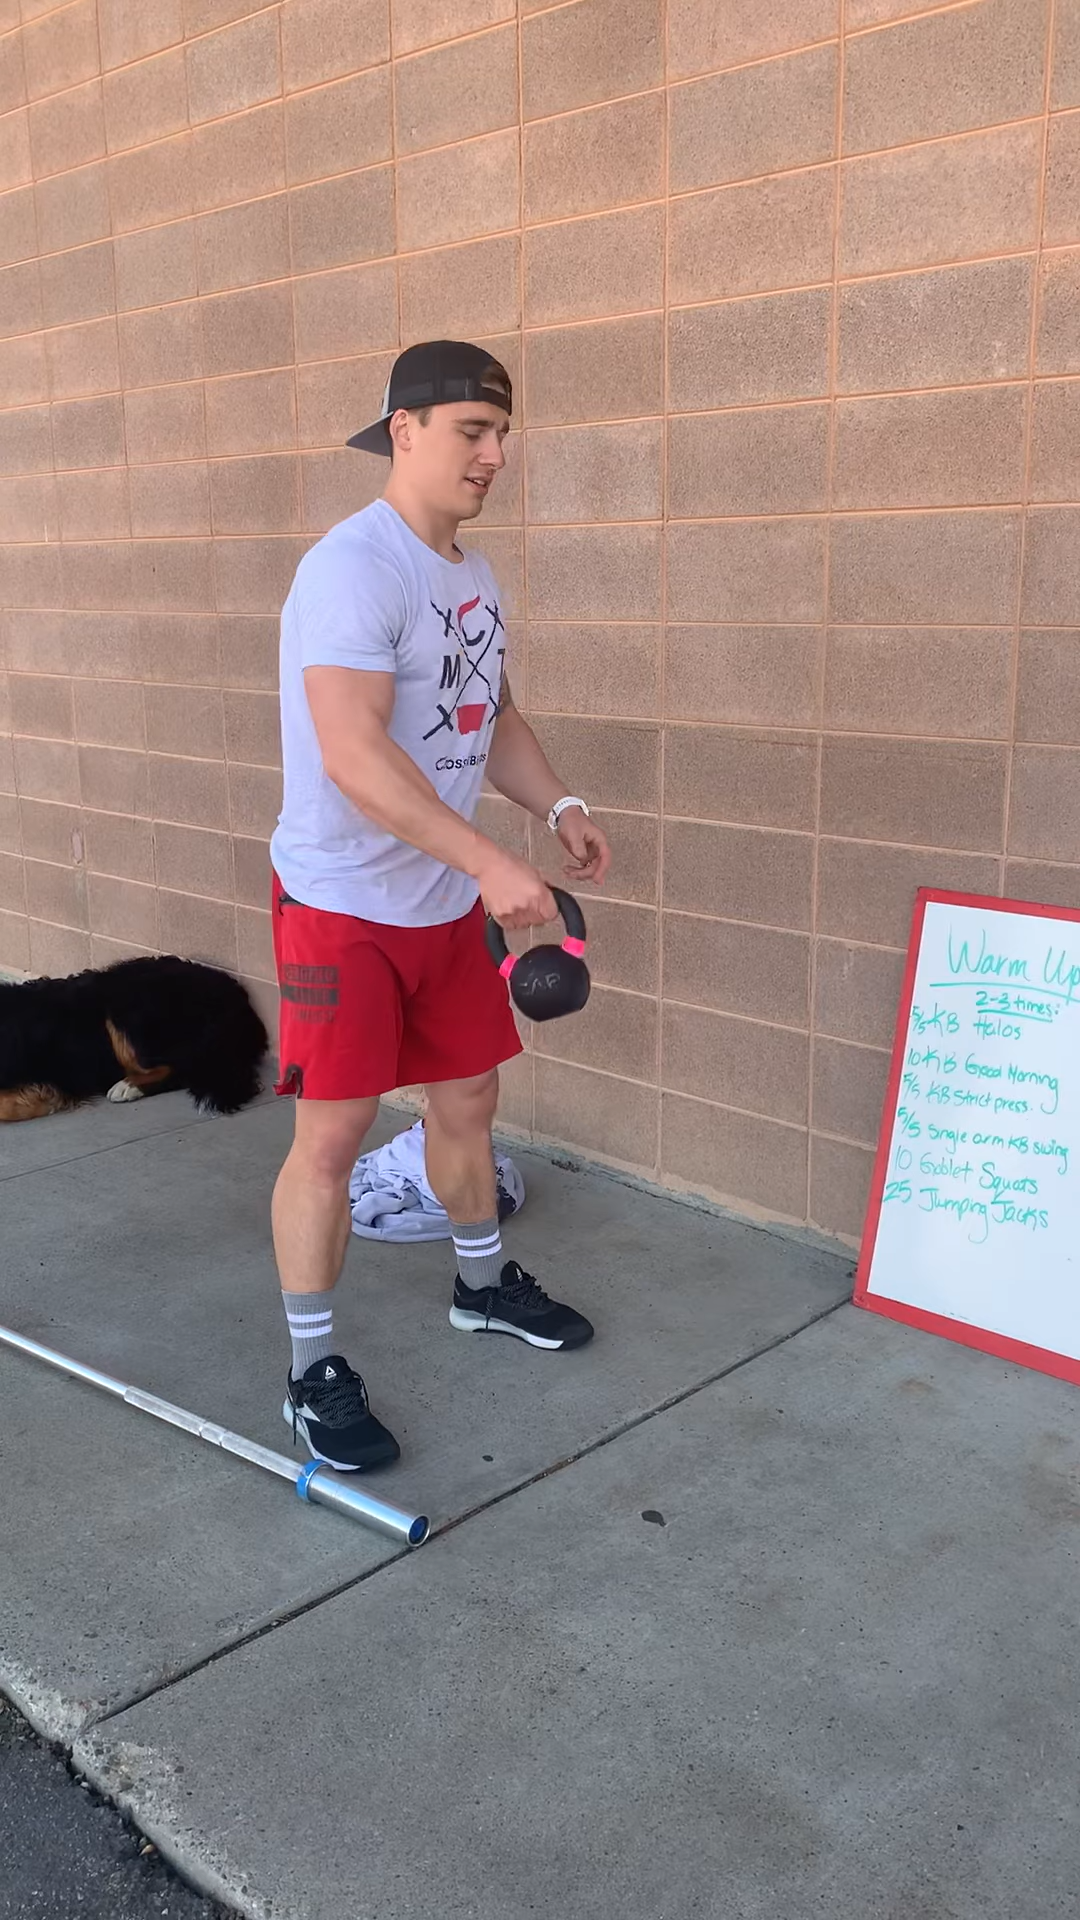 X C X
M T
X X
CAP
Warm Up
2-3 times:
5/5 KB Halos
10 KB Good Morning
5/5 KB Strict press.
5/5 Single arm KB swing
10 Goblet Squats
25 Jumping Jacks